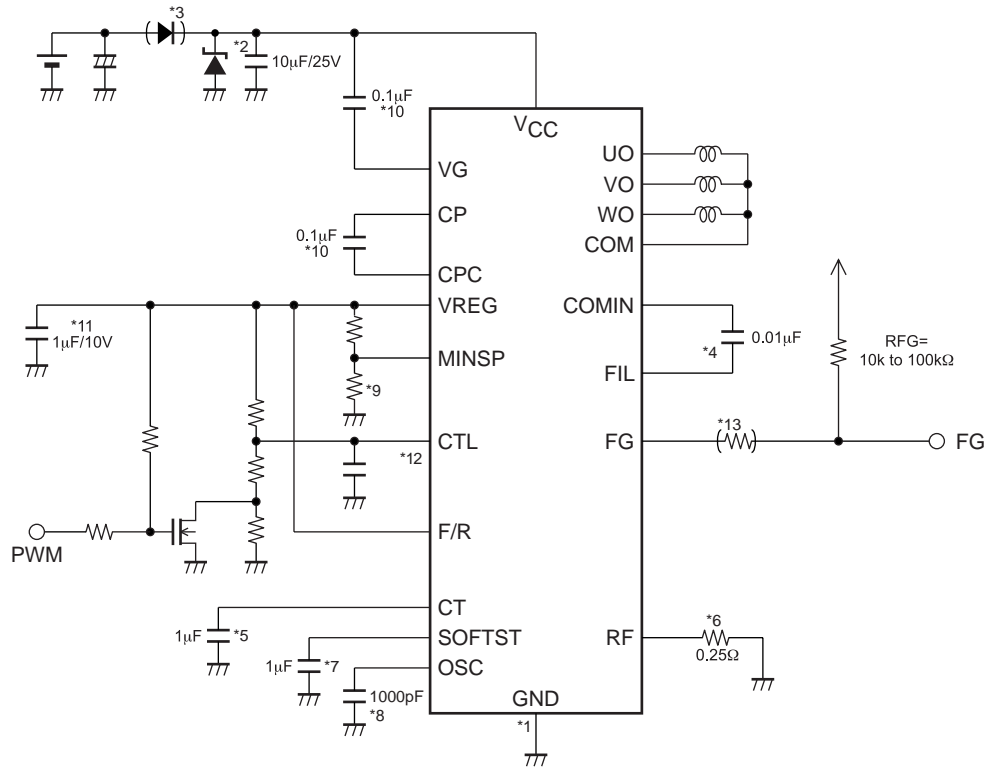 *3
*2
10μF/25V
0.1μF
*10
VCC
VG
UO
VO
WO
COM
CP
0.1μF
*10
CPC
VREG
COMIN
*11
1μF/10V
0.01μF
*4
RFG=
10k to 100kΩ
MINSP
FIL
*9
*13
CTL
FG
FG
*12
F/R
PWM
CT
1μF
*5
SOFTST
RF
*6
0.25Ω
1μF
*7
OSC
1000pF
*8
GND
*1